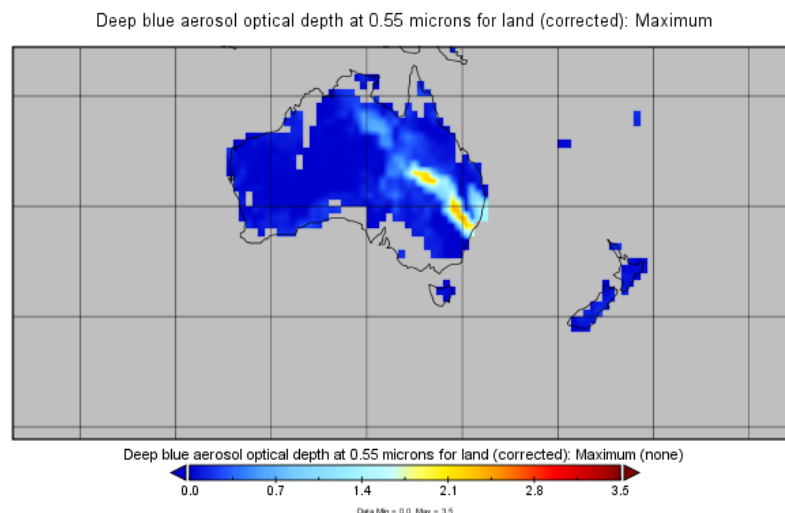 Deep blue aerosol optical depth at 0.55 microns for land (corrected): Maximum
Deep blue aerosol optical depth at 0.55 microns for land (corrected): Maximum (none)
0.0 0.7 1.4 2.1 2.8 3.5
Data Min = 0.0, Max = 3.5